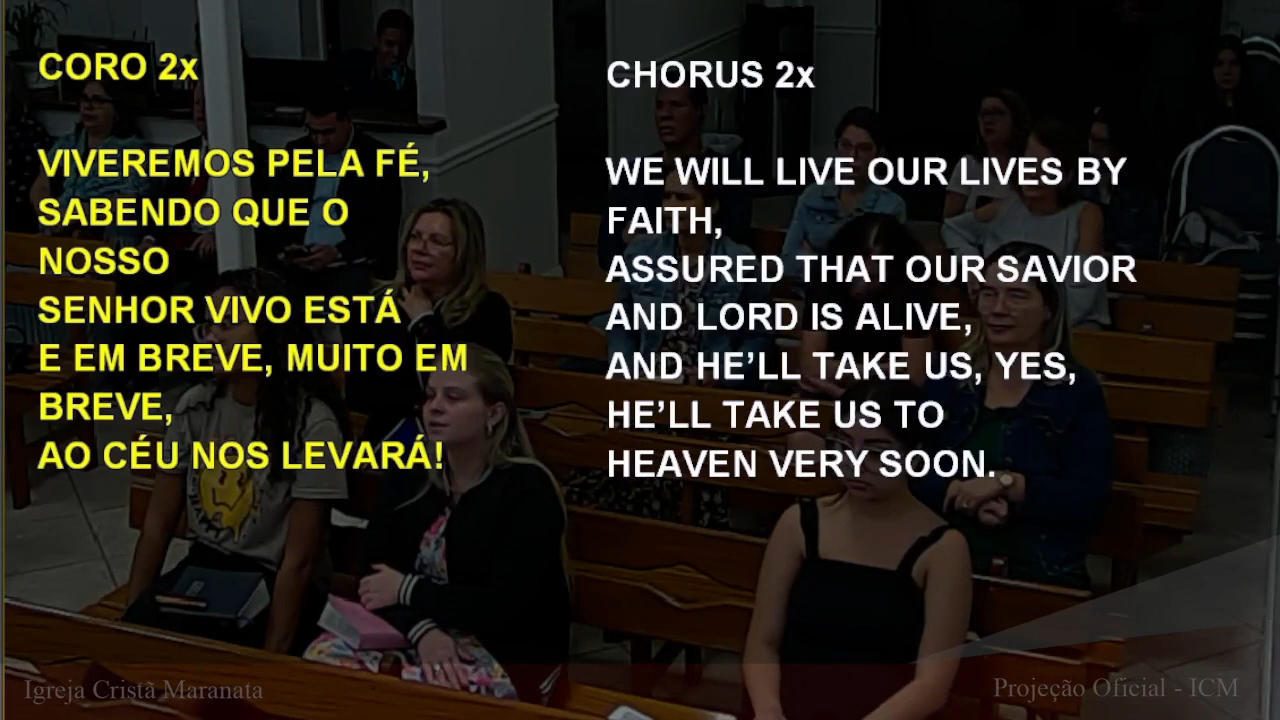 CORO 2x
VIVEREMOS PELA FÉ,
SABENDO QUE O
NOSSO
SENHOR VIVO ESTÁ
E EM BREVE, MUITO EM
BREVE,
AO CÉU NOS LEVARÁ!
CHORUS 2x
WE WILL LIVE OUR LIVES BY
FAITH,
ASSURED THAT OUR SAVIOR
AND LORD IS ALIVE,
AND HE’LL TAKE US, YES,
HE’LL TAKE US TO
HEAVEN VERY SOON.
Igreja Cristã Maranata
Projeção Oficial - ICM